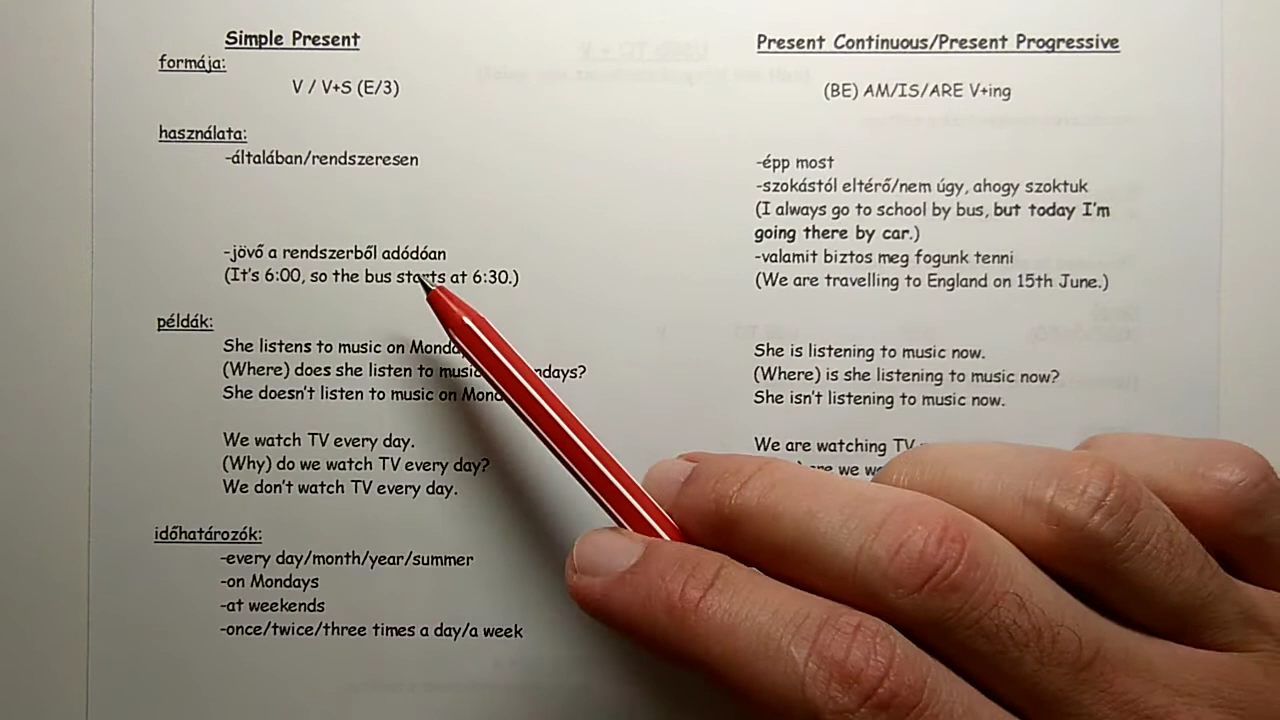 Simple Present
formája:
V / V+S (E/3)
használata:
-általában/rendszeresen
-jövő a rendszerből adódóan
(It's 6:00, so the bus starts at 6:30.)
példák:
She listens to music on
(Where) does she listen to music
She doesn't listen to music on
We watch TV every day.
(Why) do we watch TV every day?
We don't watch TV every day.
időhatározók:
-every day/month/year/summer
-on Mondays
-at weekends
-once/twice/three times a day/a week
Present Continuous/Present Progressive
(BE) AM/IS/ARE V+ing
-épp most
-szokástól eltérő/nem úgy, ahogy szoktuk
(I always go to school by bus, but today I'm
going there by car.)
-valamit biztos meg fogunk tenni
(We are travelling to England on 15th June.)
She is listening to music now.
(Where) is she listening to music now?
She isn't listening to music now.
We are watching TV
we